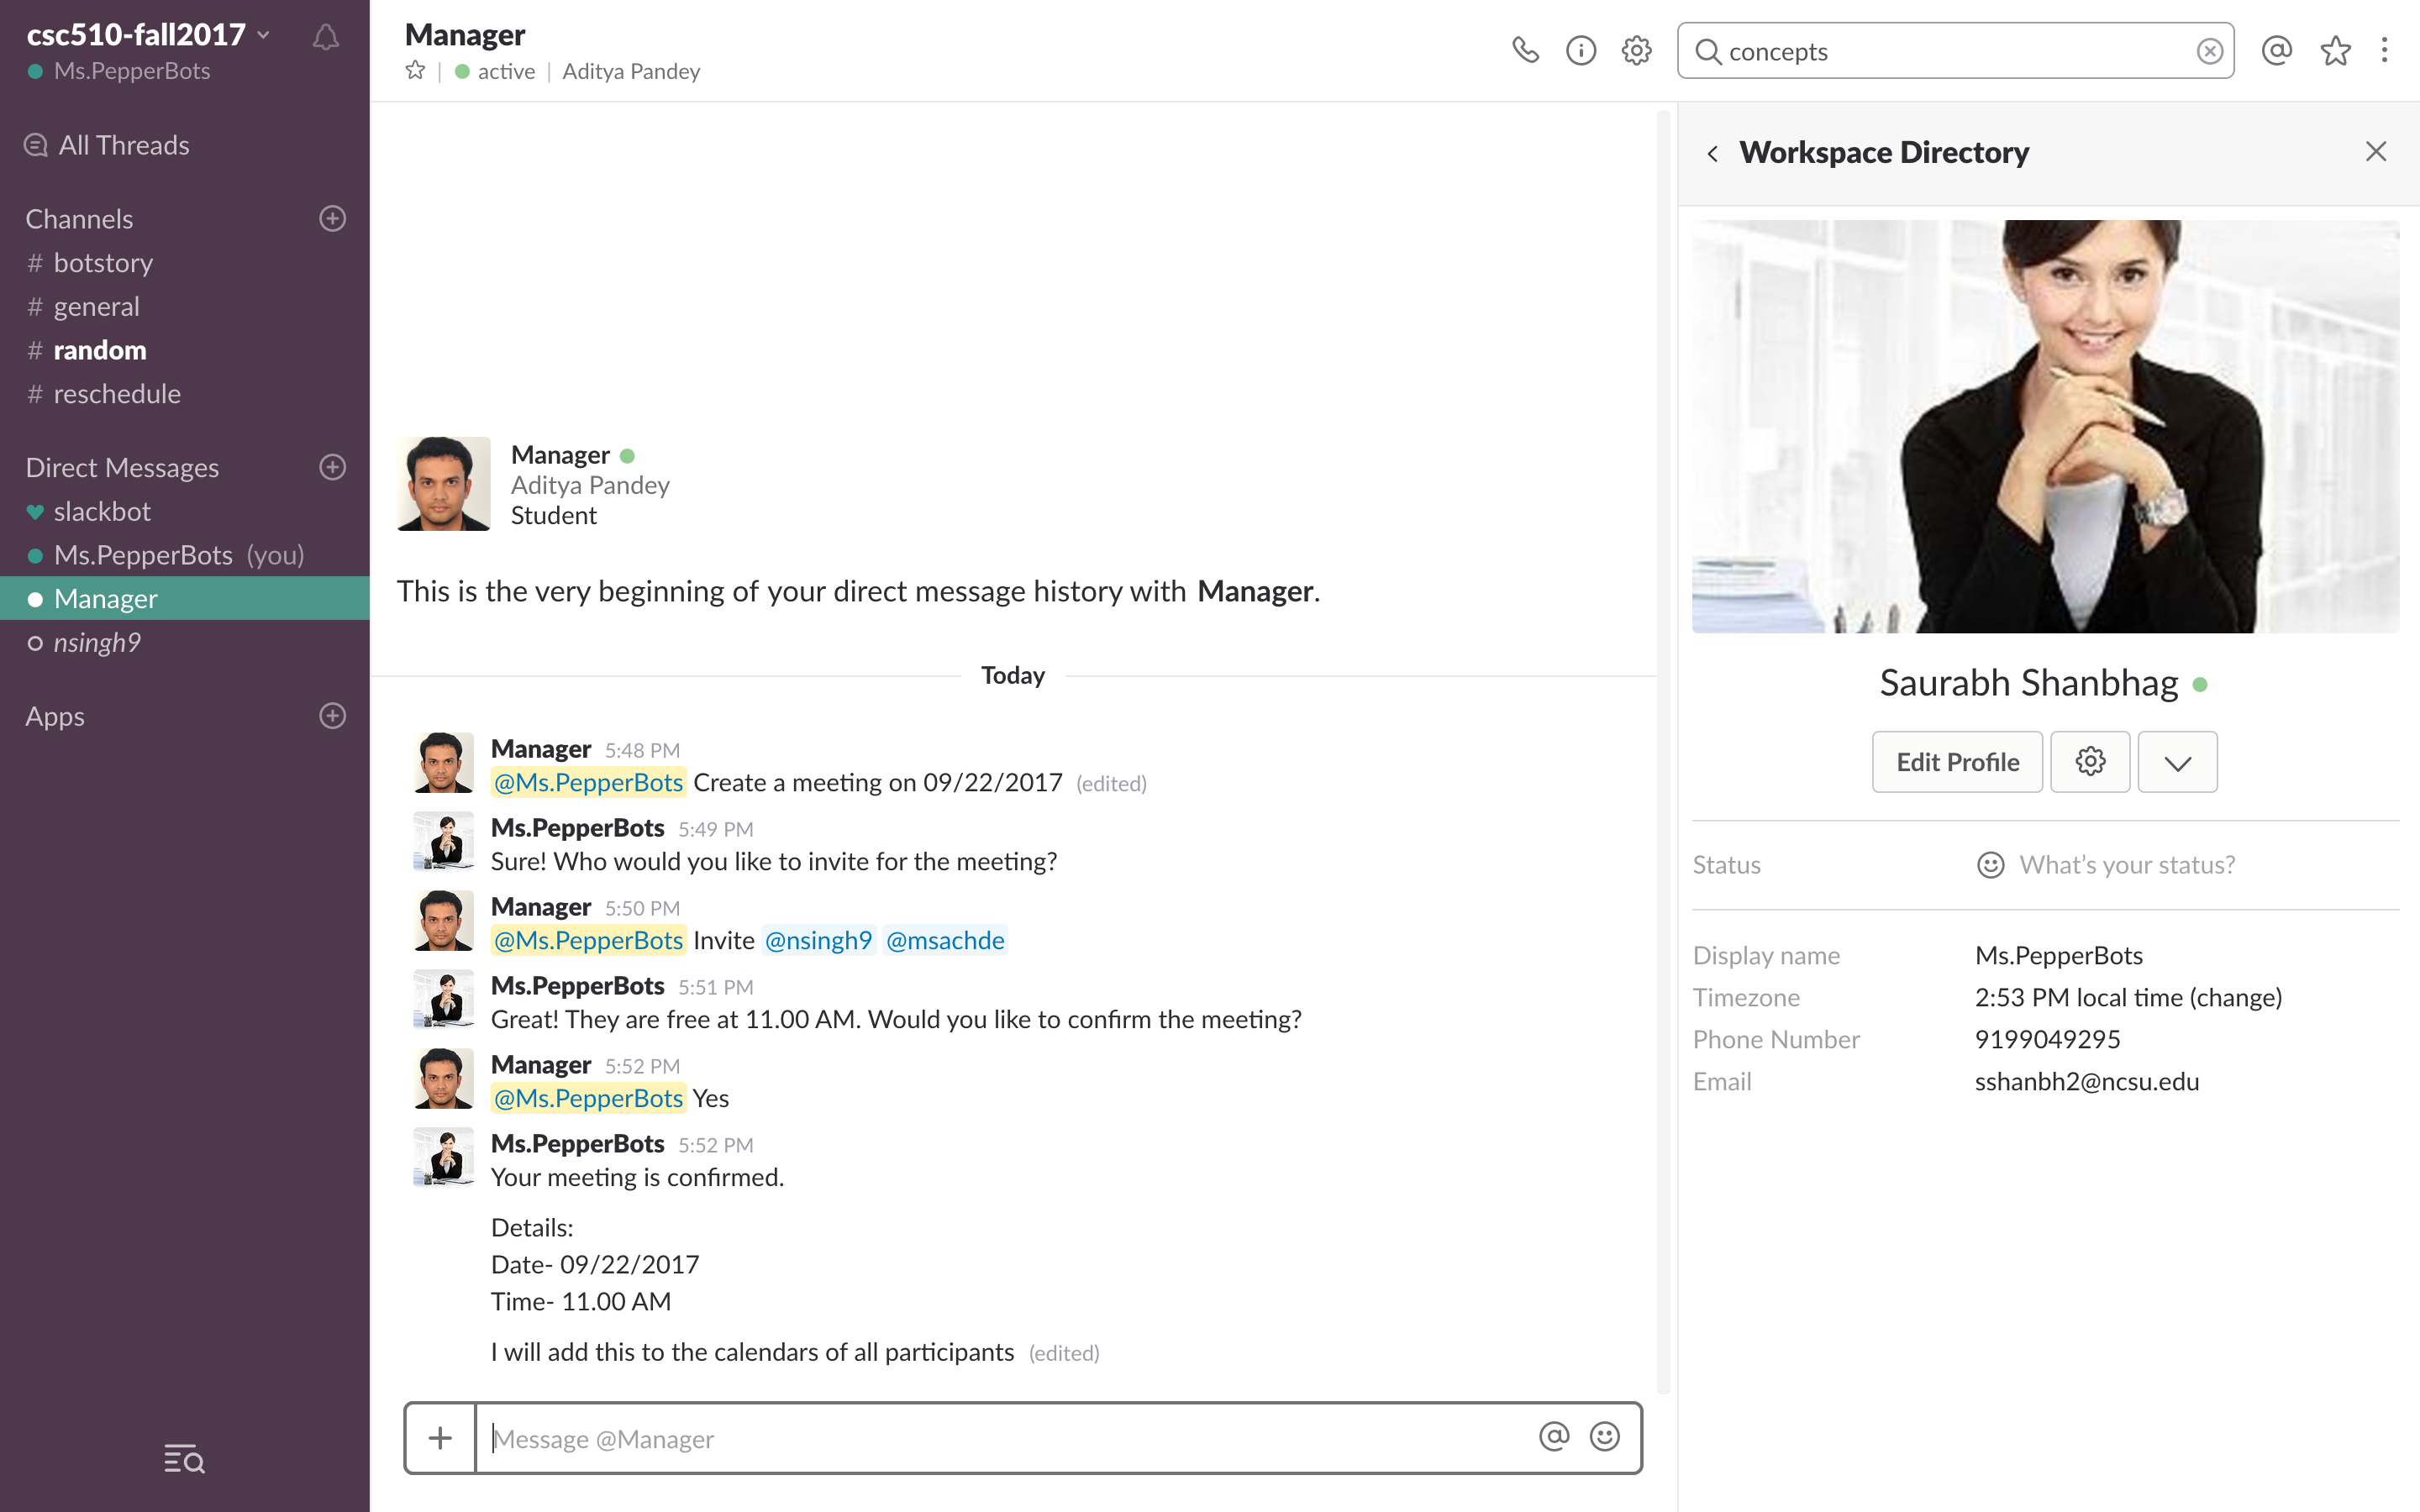 csc510-fall2017
Ms.PepperBots
All Threads
Channels
# botstory
# general
# random
# reschedule
Direct Messages
slackbot
Ms.PepperBots (you)
Manager
nsingh9
Apps
Manager
active | Aditya Pandey
concepts
Manager
Aditya Pandey
Student
This is the very beginning of your direct message history with Manager.
Today
Manager 5:48 PM
@Ms.PepperBots Create a meeting on 09/22/2017 (edited)
Ms.PepperBots 5:49 PM
Sure! Who would you like to invite for the meeting?
Manager 5:50 PM
@Ms.PepperBots Invite @nsingh9 @msachde
Ms.PepperBots 5:51 PM
Great! They are free at 11.00 AM. Would you like to confirm the meeting?
Manager 5:52 PM
@Ms.PepperBots Yes
Ms.PepperBots 5:52 PM
Your meeting is confirmed.
Details:
Date- 09/22/2017
Time- 11.00 AM
I will add this to the calendars of all participants (edited)
Message @Manager
Workspace Directory
Saurabh Shanbhag
Edit Profile
Status What's your status?
Display name Ms.PepperBots
Timezone 2:53 PM local time (change)
Phone Number 9199049295
Email sshanbh2@ncsu.edu